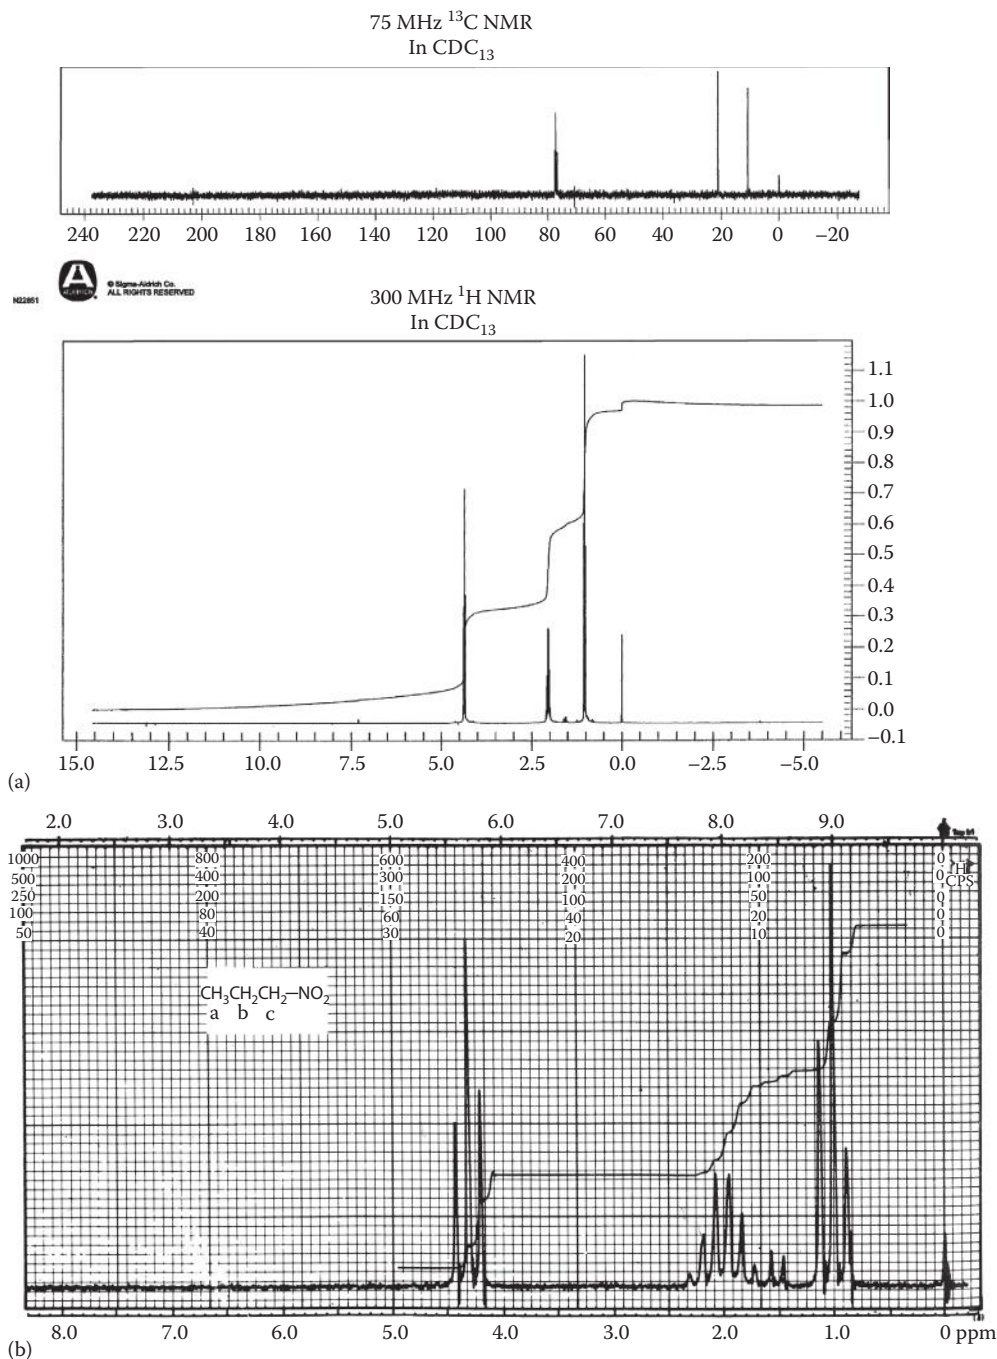 75 MHz ¹³C NMR
In CDC₁₃
240 220 200 180 160 140 120 100 80 60 40 20 0 −20
N22851
ALDRICH
© Sigma-Aldrich Co.
ALL RIGHTS RESERVED
300 MHz ¹H NMR
In CDC₁₃
1.1
1.0
0.9
0.8
0.7
0.6
0.5
0.4
0.3
0.2
0.1
0.0
−0.1
15.0 12.5 10.0 7.5 5.0 2.5 0.0 −2.5 −5.0
(a)
2.0 3.0 4.0 5.0 6.0 7.0 8.0 9.0
1000 800 600 400 200 0
500 400 300 200 100 0
250 200 150 100 50 0
100 80 60 40 20 0
50 40 30 20 10 0
H
CPS
CH₃CH₂CH₂–NO₂
a b c
8.0 7.0 6.0 5.0 4.0 3.0 2.0 1.0 0 ppm
(b)